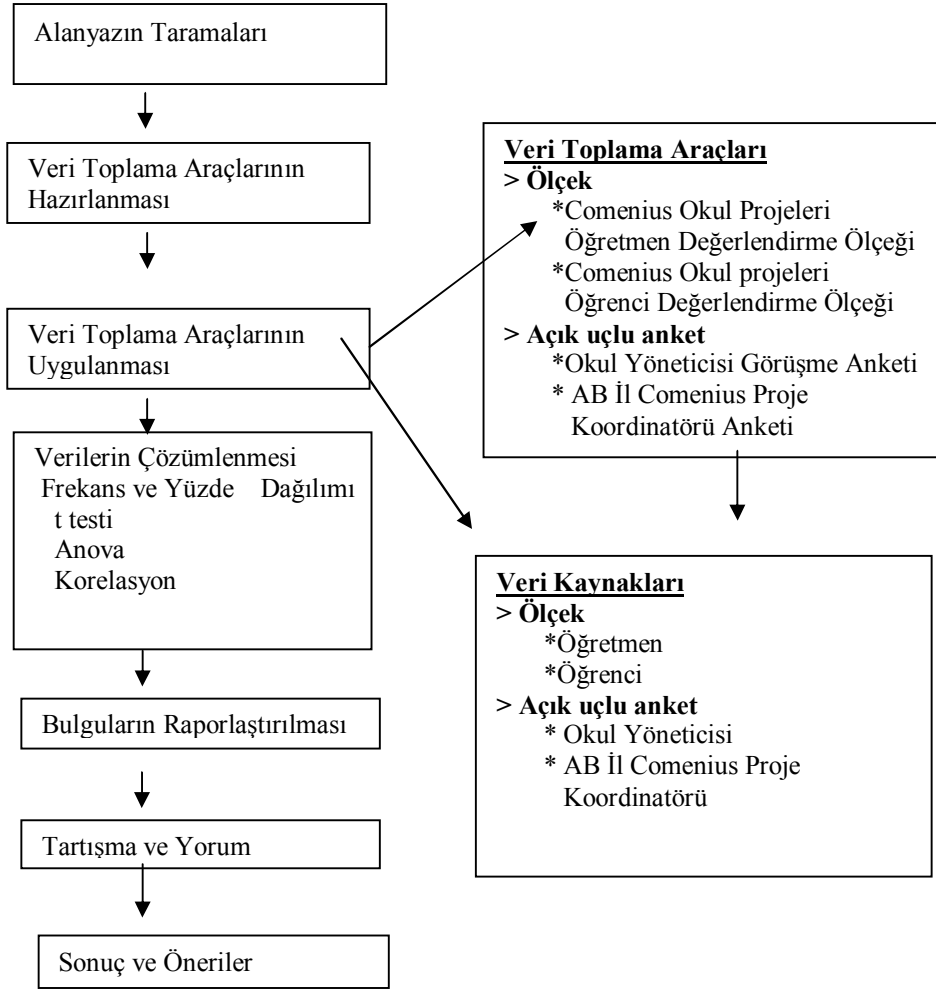 Alanyazın Taramaları
Veri Toplama Araçlarının
Hazırlanması
Veri Toplama Araçlarının
Uygulanması
Verilerin Çözümlenmesi
Frekans ve Yüzde Dağılımı
t testi
Anova
Korelasyon
Bulguların Raporlaştırılması
Tartışma ve Yorum
Sonuç ve Öneriler
Veri Toplama Araçları
> Ölçek
*Comenius Okul Projeleri
Öğretmen Değerlendirme Ölçeği
*Comenius Okul projeleri
Öğrenci Değerlendirme Ölçeği
> Açık uçlu anket
*Okul Yöneticisi Görüşme Anketi
* AB İl Comenius Proje
Koordinatörü Anketi
Veri Kaynakları
> Ölçek
*Öğretmen
*Öğrenci
> Açık uçlu anket
* Okul Yöneticisi
* AB İl Comenius Proje
Koordinatörü